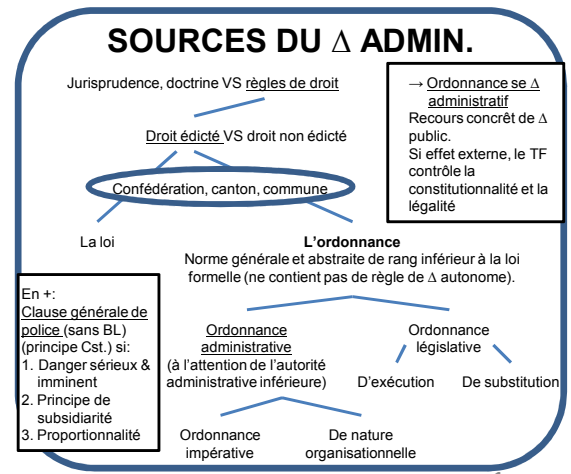 SOURCES DU Δ ADMIN.
Jurisprudence, doctrine VS règles de droit
Droit édicté VS droit non édicté
Confédération, canton, commune
→ Ordonnance se Δ
administratif
Recours concrêt de Δ
public.
Si effet externe, le TF
contrôle la
constitutionnalité et la
légalité
La loi
L'ordonnance
Norme générale et abstraite de rang inférieur à la loi
formelle (ne contient pas de règle de Δ autonome).
En +:
Clause générale de
police (sans BL)
(principe Cst.) si:
1. Danger sérieux &
imminent
2. Principe de
subsidiarité
3. Proportionnalité
Ordonnance
administrative
(à l'attention de l'autorité
administrative inférieure)
Ordonnance
législative
D'exécution
De substitution
Ordonnance
impérative
De nature
organisationnelle